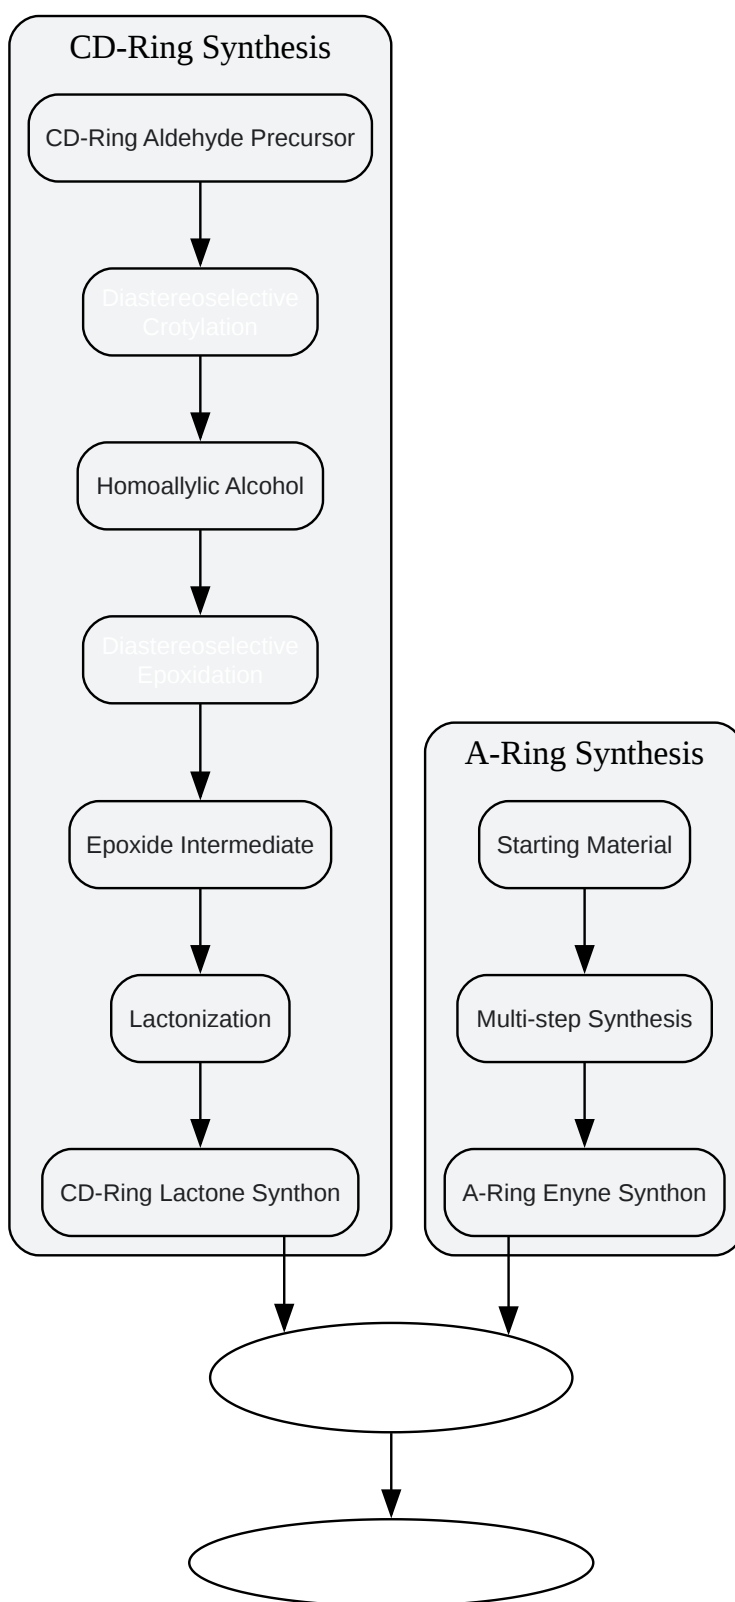 CD-Ring Synthesis
CD-Ring Aldehyde Precursor
Diastereoselective
Crotylation
Homoallylic Alcohol
Diastereoselective
Epoxidation
Epoxide Intermediate
Lactonization
CD-Ring Lactone Synthon
A-Ring Synthesis
Starting Material
Multi-step Synthesis
A-Ring Enyne Synthon